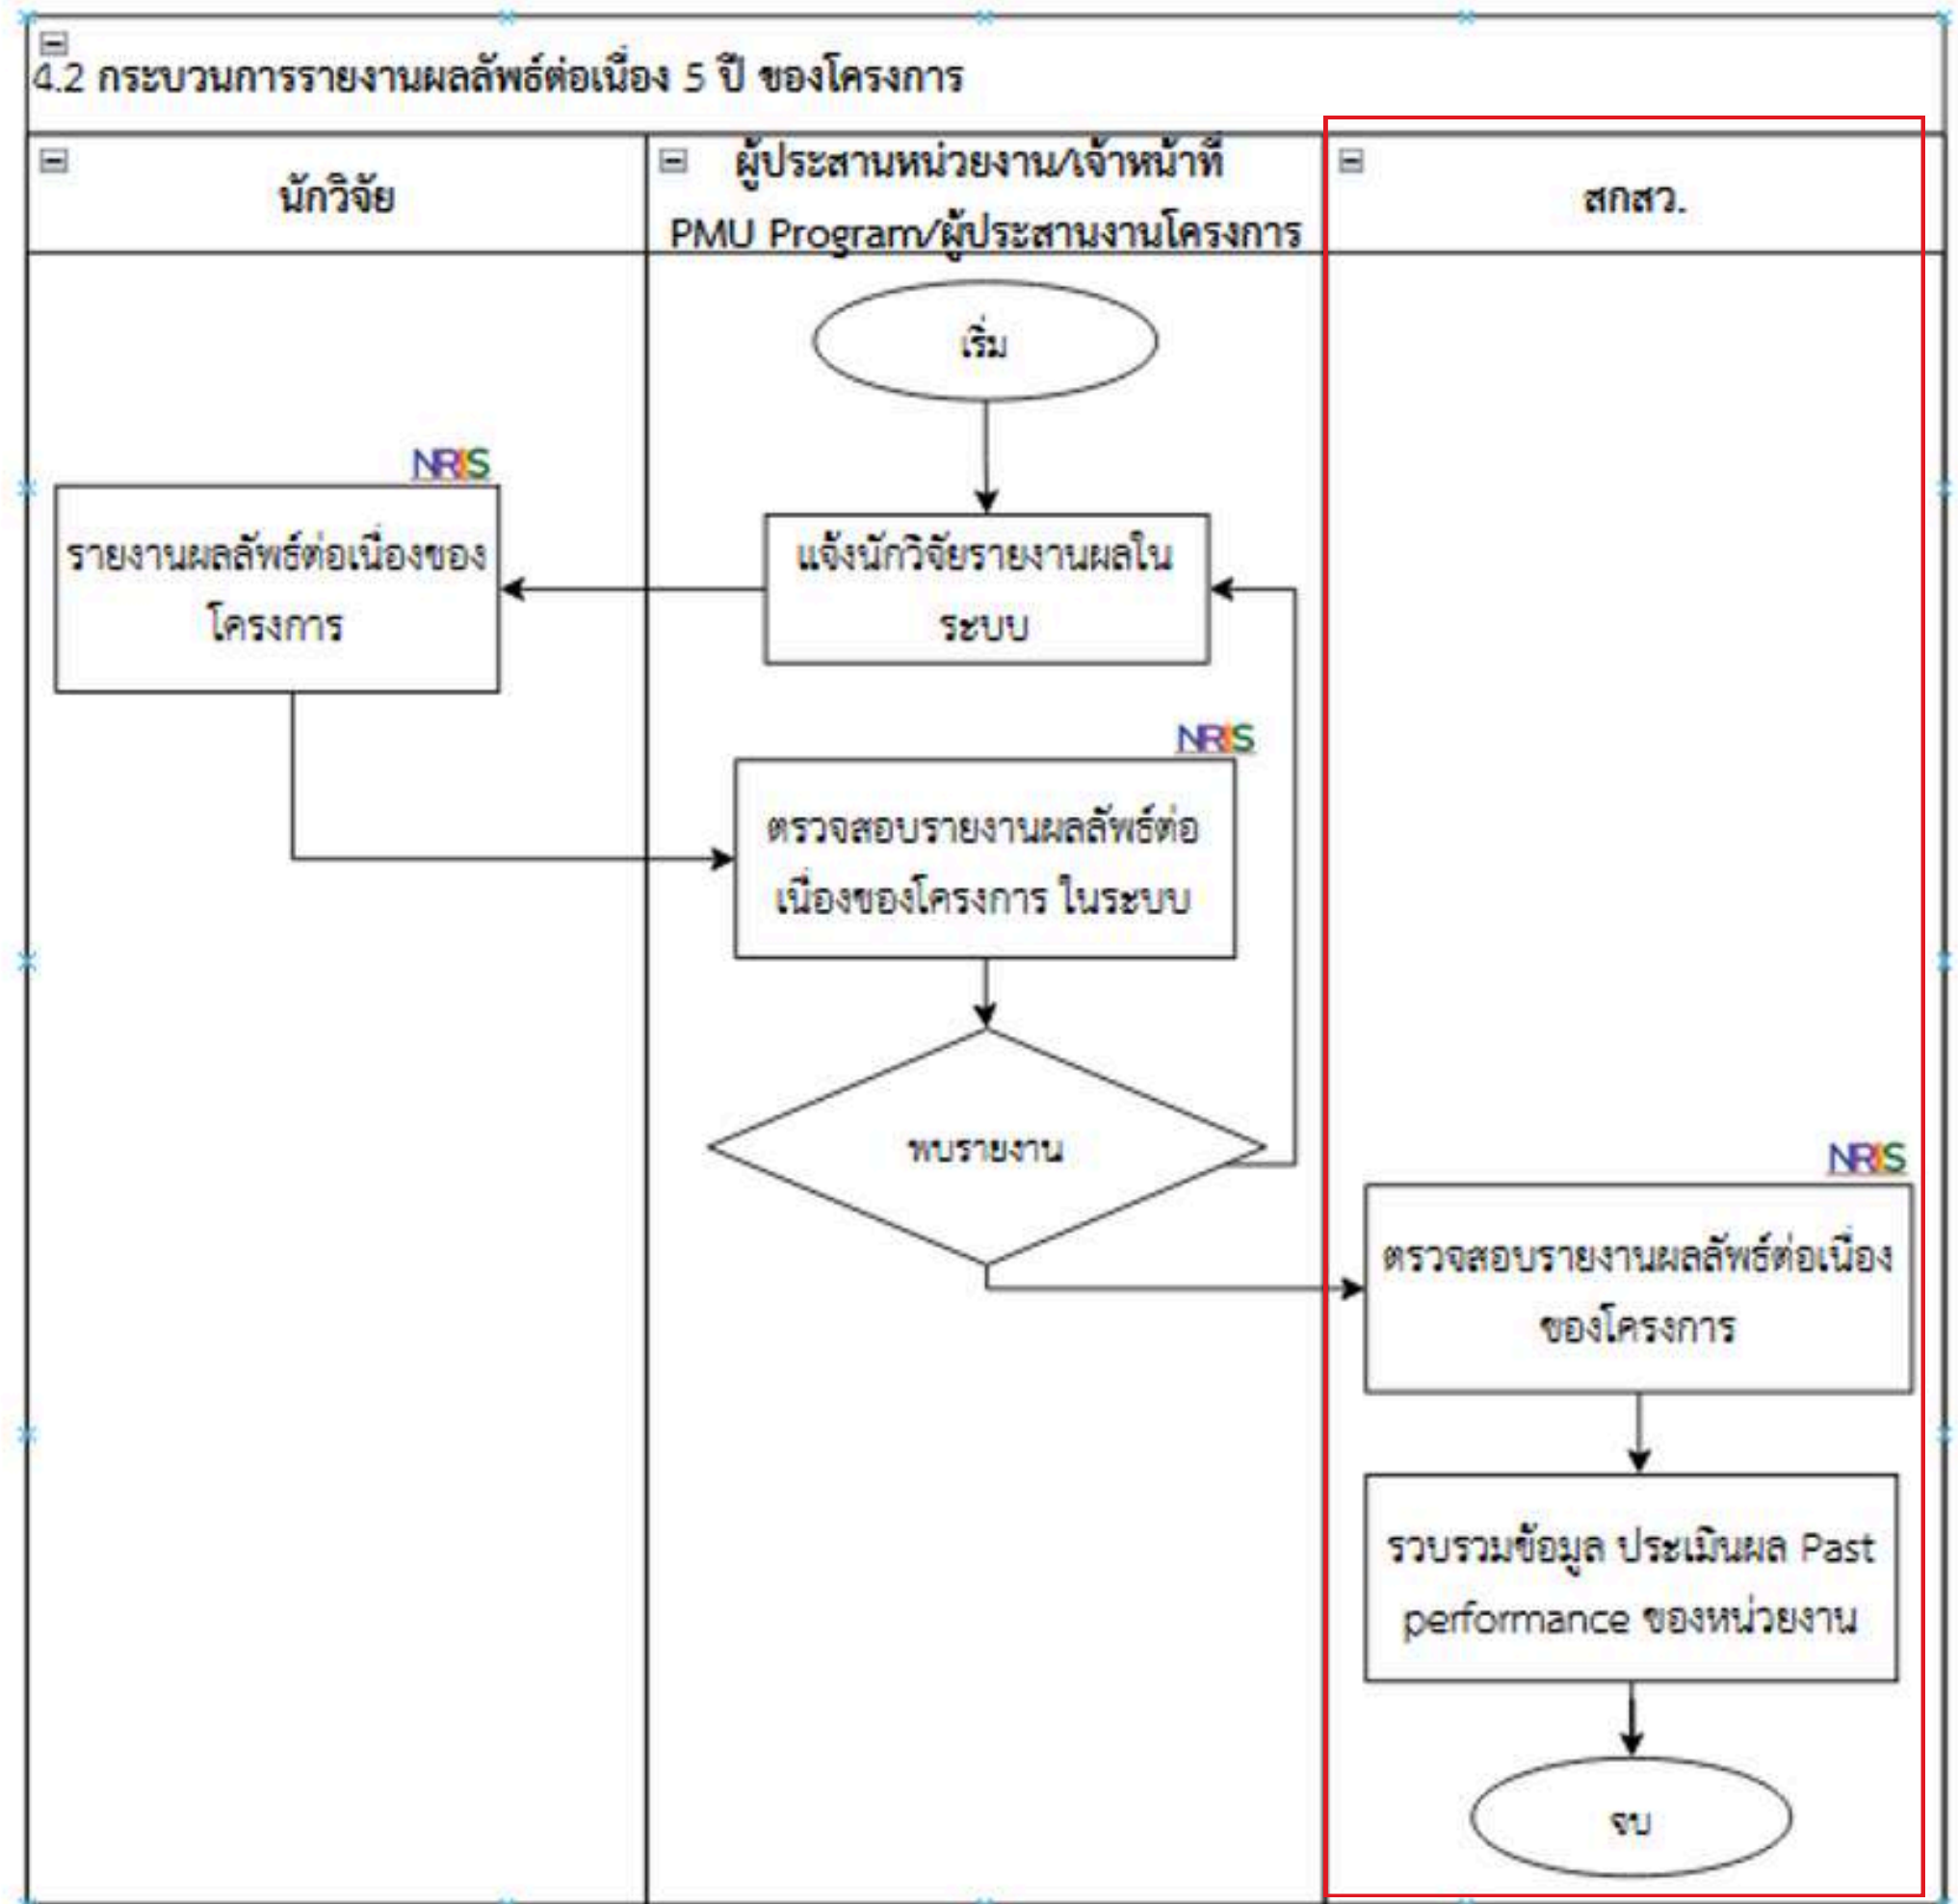 4.2 กระบวนการรายงานผลลัพธ์ต่อเนื่อง 5 ปี ของโครงการ
นักวิจัย
ผู้ประสานหน่วยงาน/เจ้าหน้าที่
PMU Program/ผู้ประสานงานโครงการ
สกสว.
เริ่ม
NRIS
รายงานผลลัพธ์ต่อเนื่องของ
โครงการ
แจ้งนักวิจัยรายงานผลใน
ระบบ
NRIS
ตรวจสอบรายงานผลลัพธ์ต่อ
เนื่องของโครงการ ในระบบ
พบรายงาน
NRIS
ตรวจสอบรายงานผลลัพธ์ต่อเนื่อง
ของโครงการ
รวบรวมข้อมูล ประเมินผล Past
performance ของหน่วยงาน
จบ